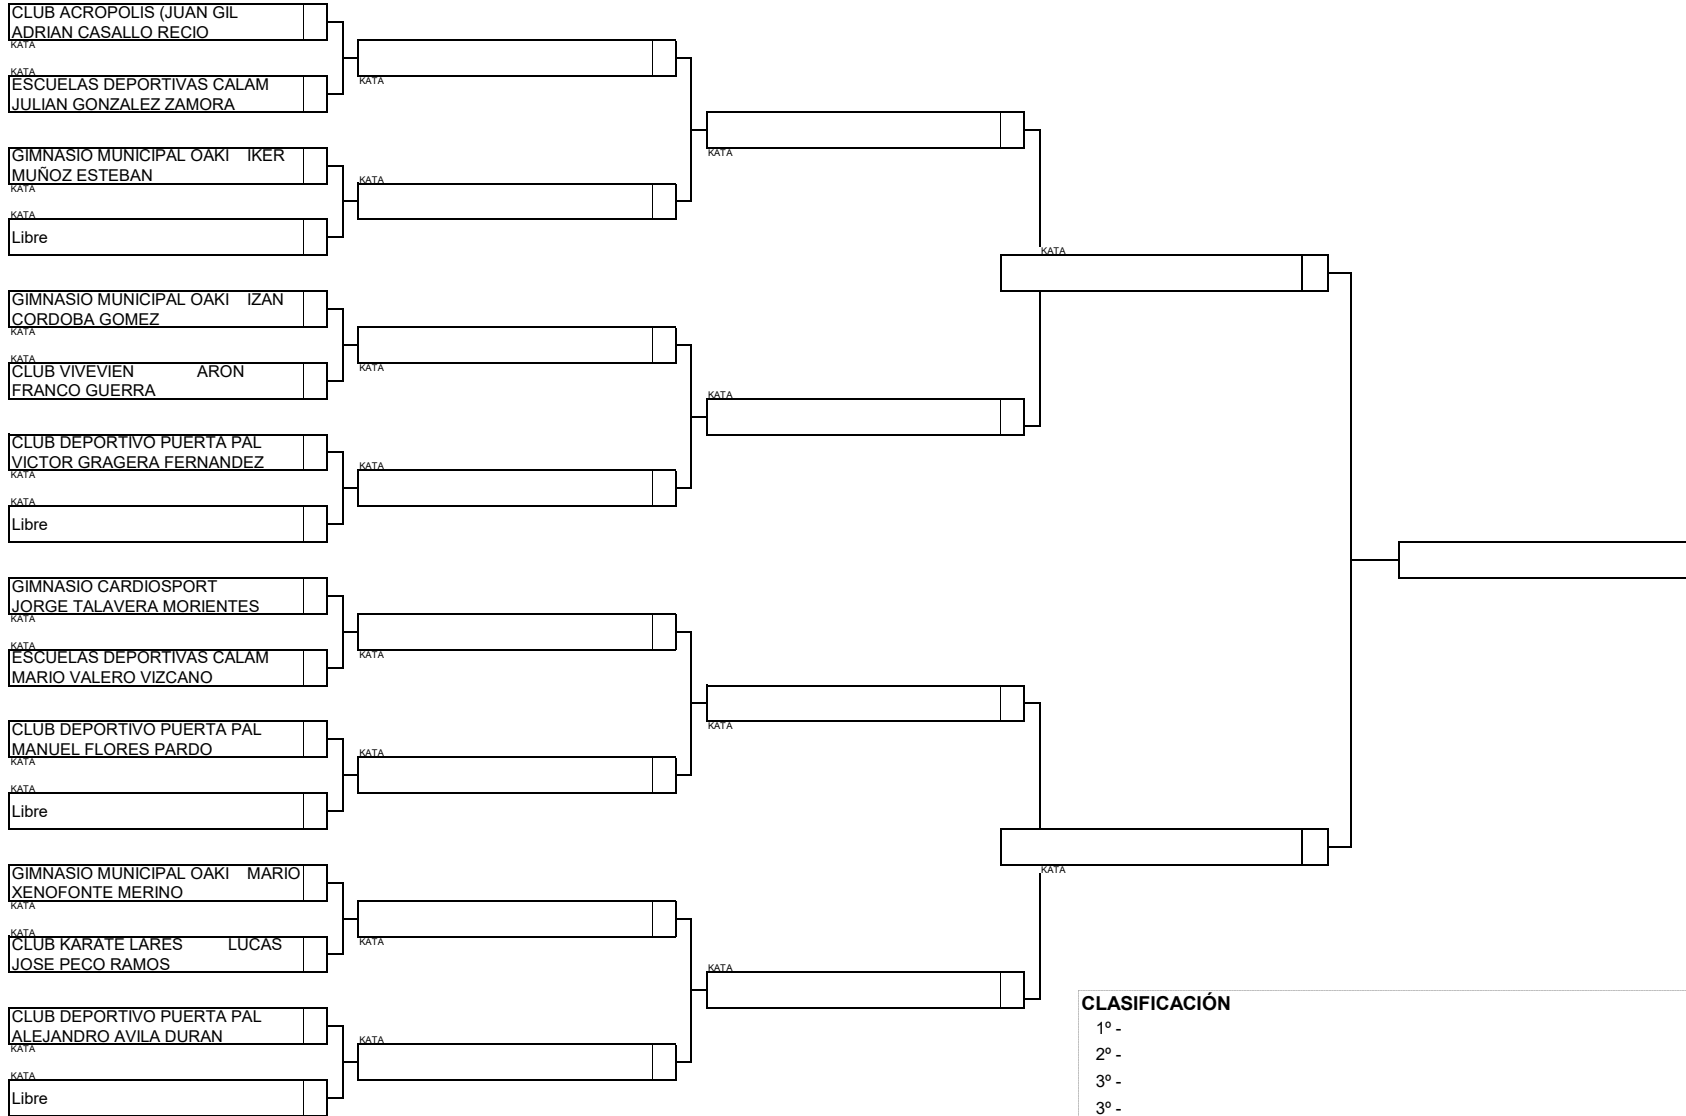 CLUB ACROPOLIS (JUAN GIL
ADRIAN CASALLO RECIO
KATA
KATA
ESCUELAS DEPORTIVAS CALAM
JULIAN GONZALEZ ZAMORA
GIMNASIO MUNICIPAL OAKI IKER
MUÑOZ ESTEBAN
KATA
KATA
Libre
GIMNASIO MUNICIPAL OAKI IZAN
CORDOBA GOMEZ
KATA
KATA
CLUB VIVEVIEN ARON
FRANCO GUERRA
CLUB DEPORTIVO PUERTA PAL
VICTOR GRAGERA FERNANDEZ
KATA
KATA
Libre
GIMNASIO CARDIOSPORT
JORGE TALAVERA MORIENTES
KATA
KATA
ESCUELAS DEPORTIVAS CALAM
MARIO VALERO VIZCANO
CLUB DEPORTIVO PUERTA PAL
MANUEL FLORES PARDO
KATA
KATA
Libre
GIMNASIO MUNICIPAL OAKI MARIO
XENOFONTE MERINO
KATA
KATA
CLUB KARATE LARES LUCAS
JOSE PECO RAMOS
CLUB DEPORTIVO PUERTA PAL
ALEJANDRO AVILA DURAN
KATA
KATA
Libre
KATA
KATA
KATA
KATA
KATA
KATA
KATA
KATA
KATA
KATA
KATA
KATA
KATA
KATA
CLASIFICACIÓN
1º -
2º -
3º -
3º -